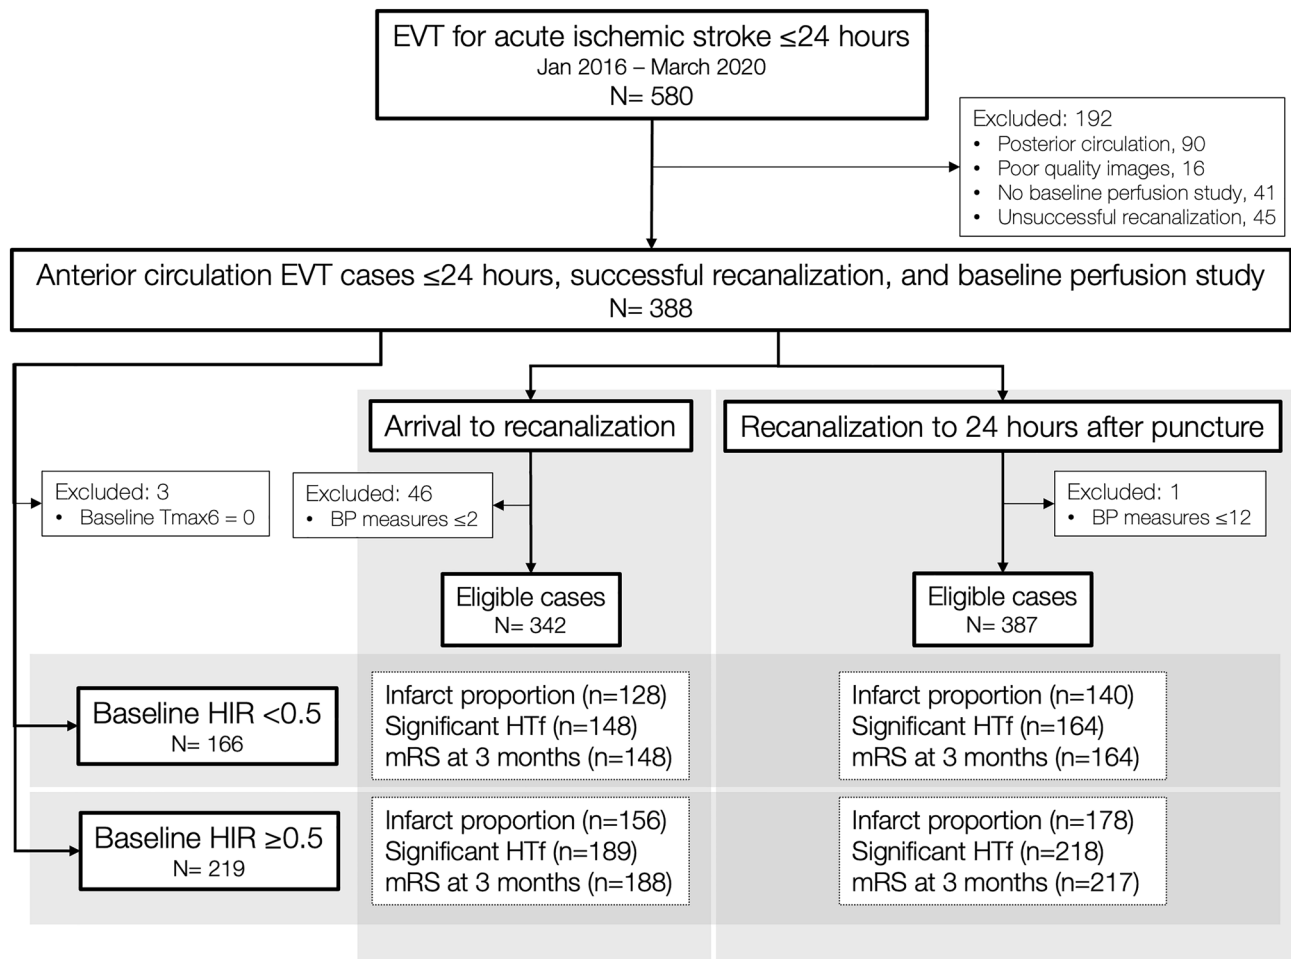 EVT for acute ischemic stroke ≤24 hours
Jan 2016 – March 2020
N= 580
Excluded: 192
• Posterior circulation, 90
• Poor quality images, 16
• No baseline perfusion study, 41
• Unsuccessful recanalization, 45
Anterior circulation EVT cases ≤24 hours, successful recanalization, and baseline perfusion study
N= 388
Arrival to recanalization
Recanalization to 24 hours after puncture
Excluded: 3
• Baseline Tmax6 = 0
Excluded: 46
• BP measures ≤2
Excluded: 1
• BP measures ≤12
Eligible cases
N= 342
Eligible cases
N= 387
Baseline HIR <0.5
N= 166
Infarct proportion (n=128)
Significant HTf (n=148)
mRS at 3 months (n=148)
Infarct proportion (n=140)
Significant HTf (n=164)
mRS at 3 months (n=164)
Baseline HIR ≥0.5
N= 219
Infarct proportion (n=156)
Significant HTf (n=189)
mRS at 3 months (n=188)
Infarct proportion (n=178)
Significant HTf (n=218)
mRS at 3 months (n=217)